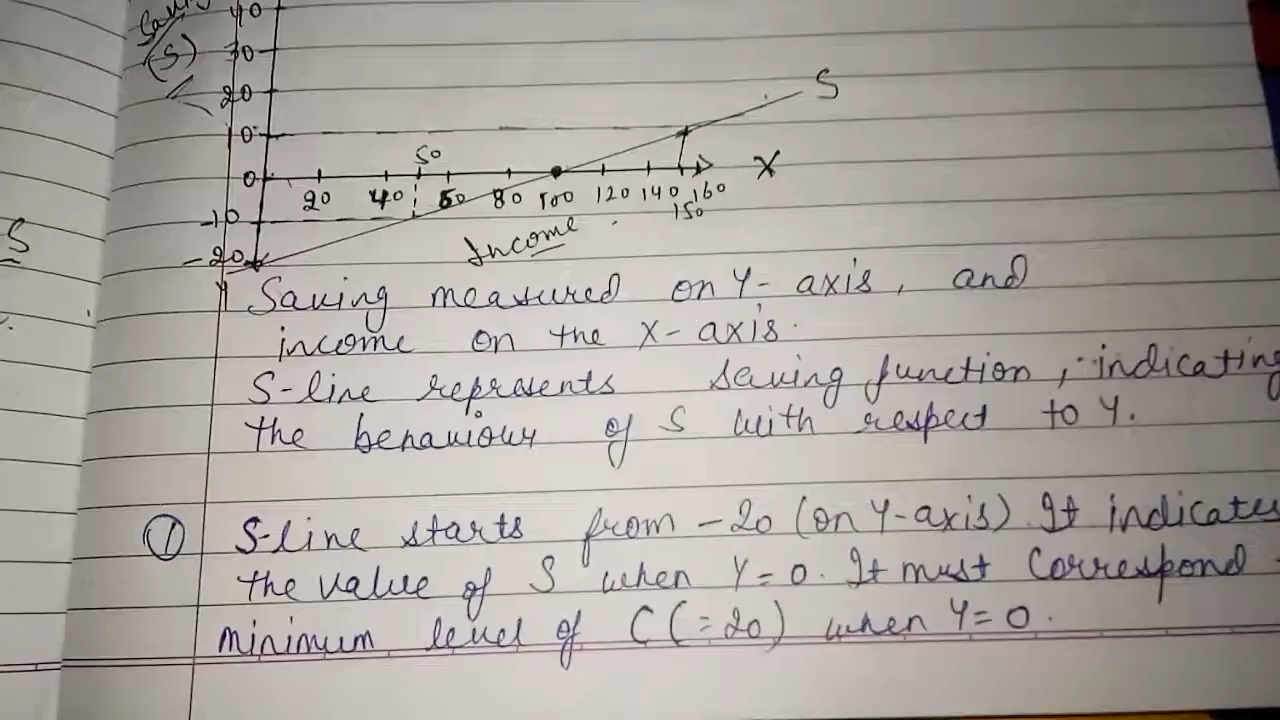 Savi
40
(S)
30
20
S
10
50
0
20 40 60 80 100 120 140 160
X
150
-10
Income
-20
S
Y
Saving measured on Y-axis, and
income on the X-axis.
S-line represents saving function, indicating
the behaviour of S with respect to Y.
① S-line starts from -20 (on Y-axis). It indicates
the value of S when Y=0. It must correspond
minimum level of C(=20) when Y=0.